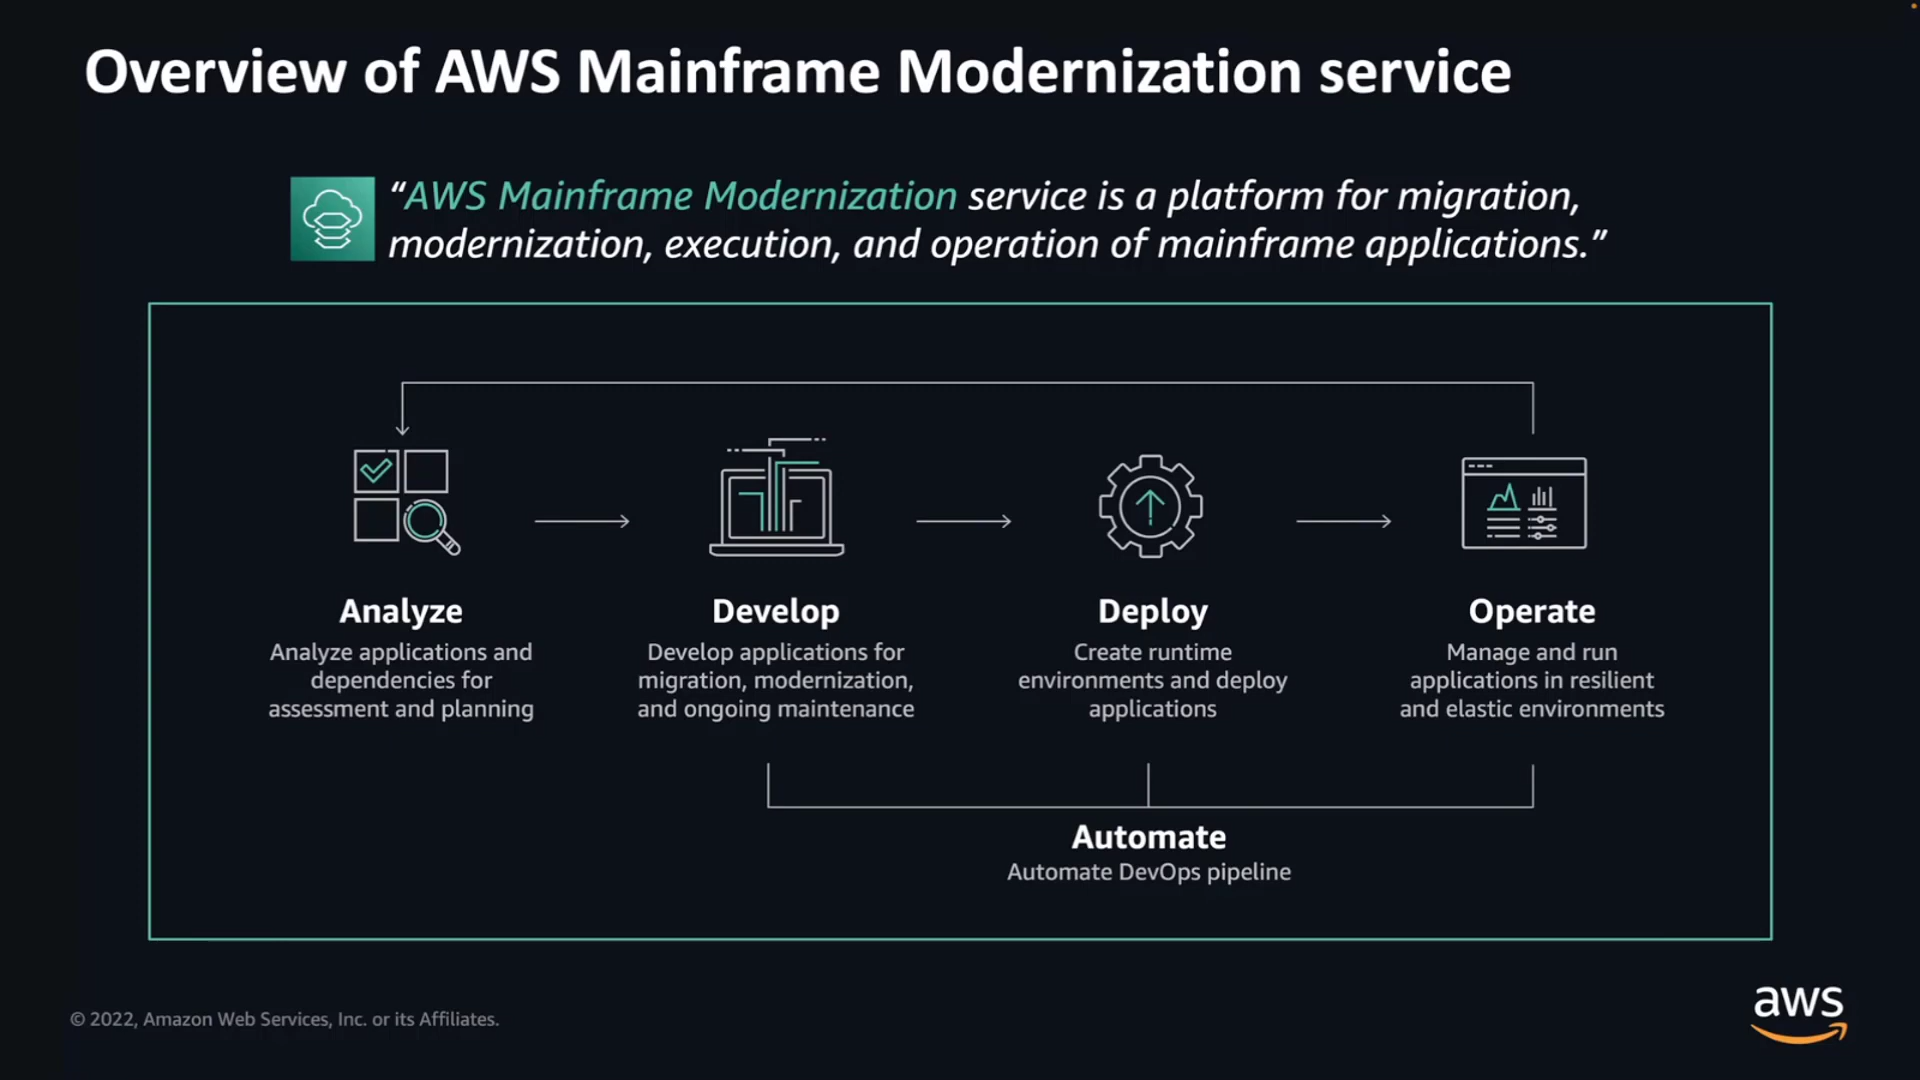 Overview of AWS Mainframe Modernization service
“AWS Mainframe Modernization service is a platform for migration,
modernization, execution, and operation of mainframe applications.”
Analyze
Analyze applications and
dependencies for
assessment and planning
Develop
Develop applications for
migration, modernization,
and ongoing maintenance
Deploy
Create runtime
environments and deploy
applications
Operate
Manage and run
applications in resilient
and elastic environments
Automate
Automate DevOps pipeline
© 2022, Amazon Web Services, Inc. or its Affiliates.
aws